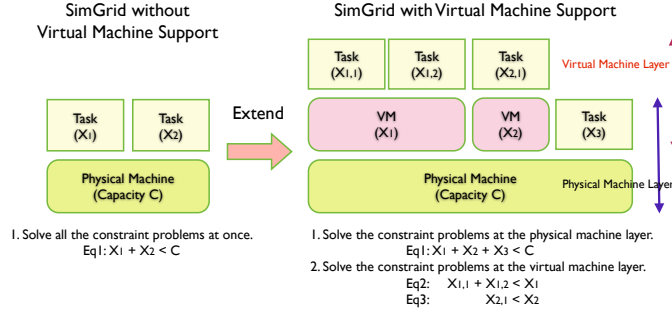 SimGrid without
Virtual Machine Support
Task
(X1)
Task
(X2)
Physical Machine
(Capacity C)
1. Solve all the constraint problems at once.
Eq1: X1 + X2 < C
Extend
SimGrid with Virtual Machine Support
Task
(X1,1)
Task
(X1,2)
Task
(X2,1)
Virtual Machine Layer
VM
(X1)
VM
(X2)
Task
(X3)
Physical Machine
(Capacity C)
Physical Machine Layer
1. Solve the constraint problems at the physical machine layer.
Eq1: X1 + X2 + X3 < C
2. Solve the constraint problems at the virtual machine layer.
Eq2: X1,1 + X1,2 < X1
Eq3 X2,1 < X2